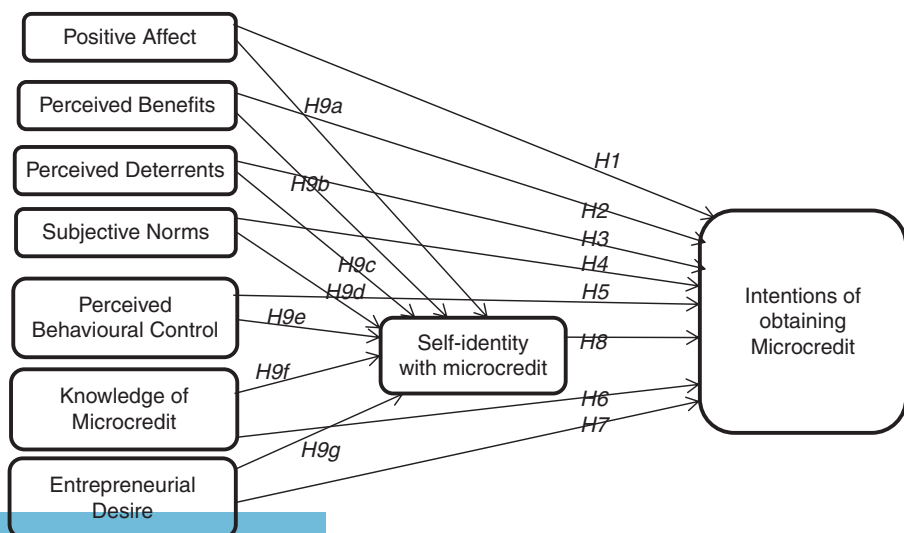 Positive Affect
Perceived Benefits
Perceived Deterrents
Subjective Norms
Perceived
Behavioural Control
Knowledge of
Microcredit
Entrepreneurial
Desire
H9a
H9b
H9c
H9d
H9e
H9f
H9g
Self-identity
with microcredit
H1
H2
H3
H4
H5
H8
H6
H7
Intentions of
obtaining
Microcredit